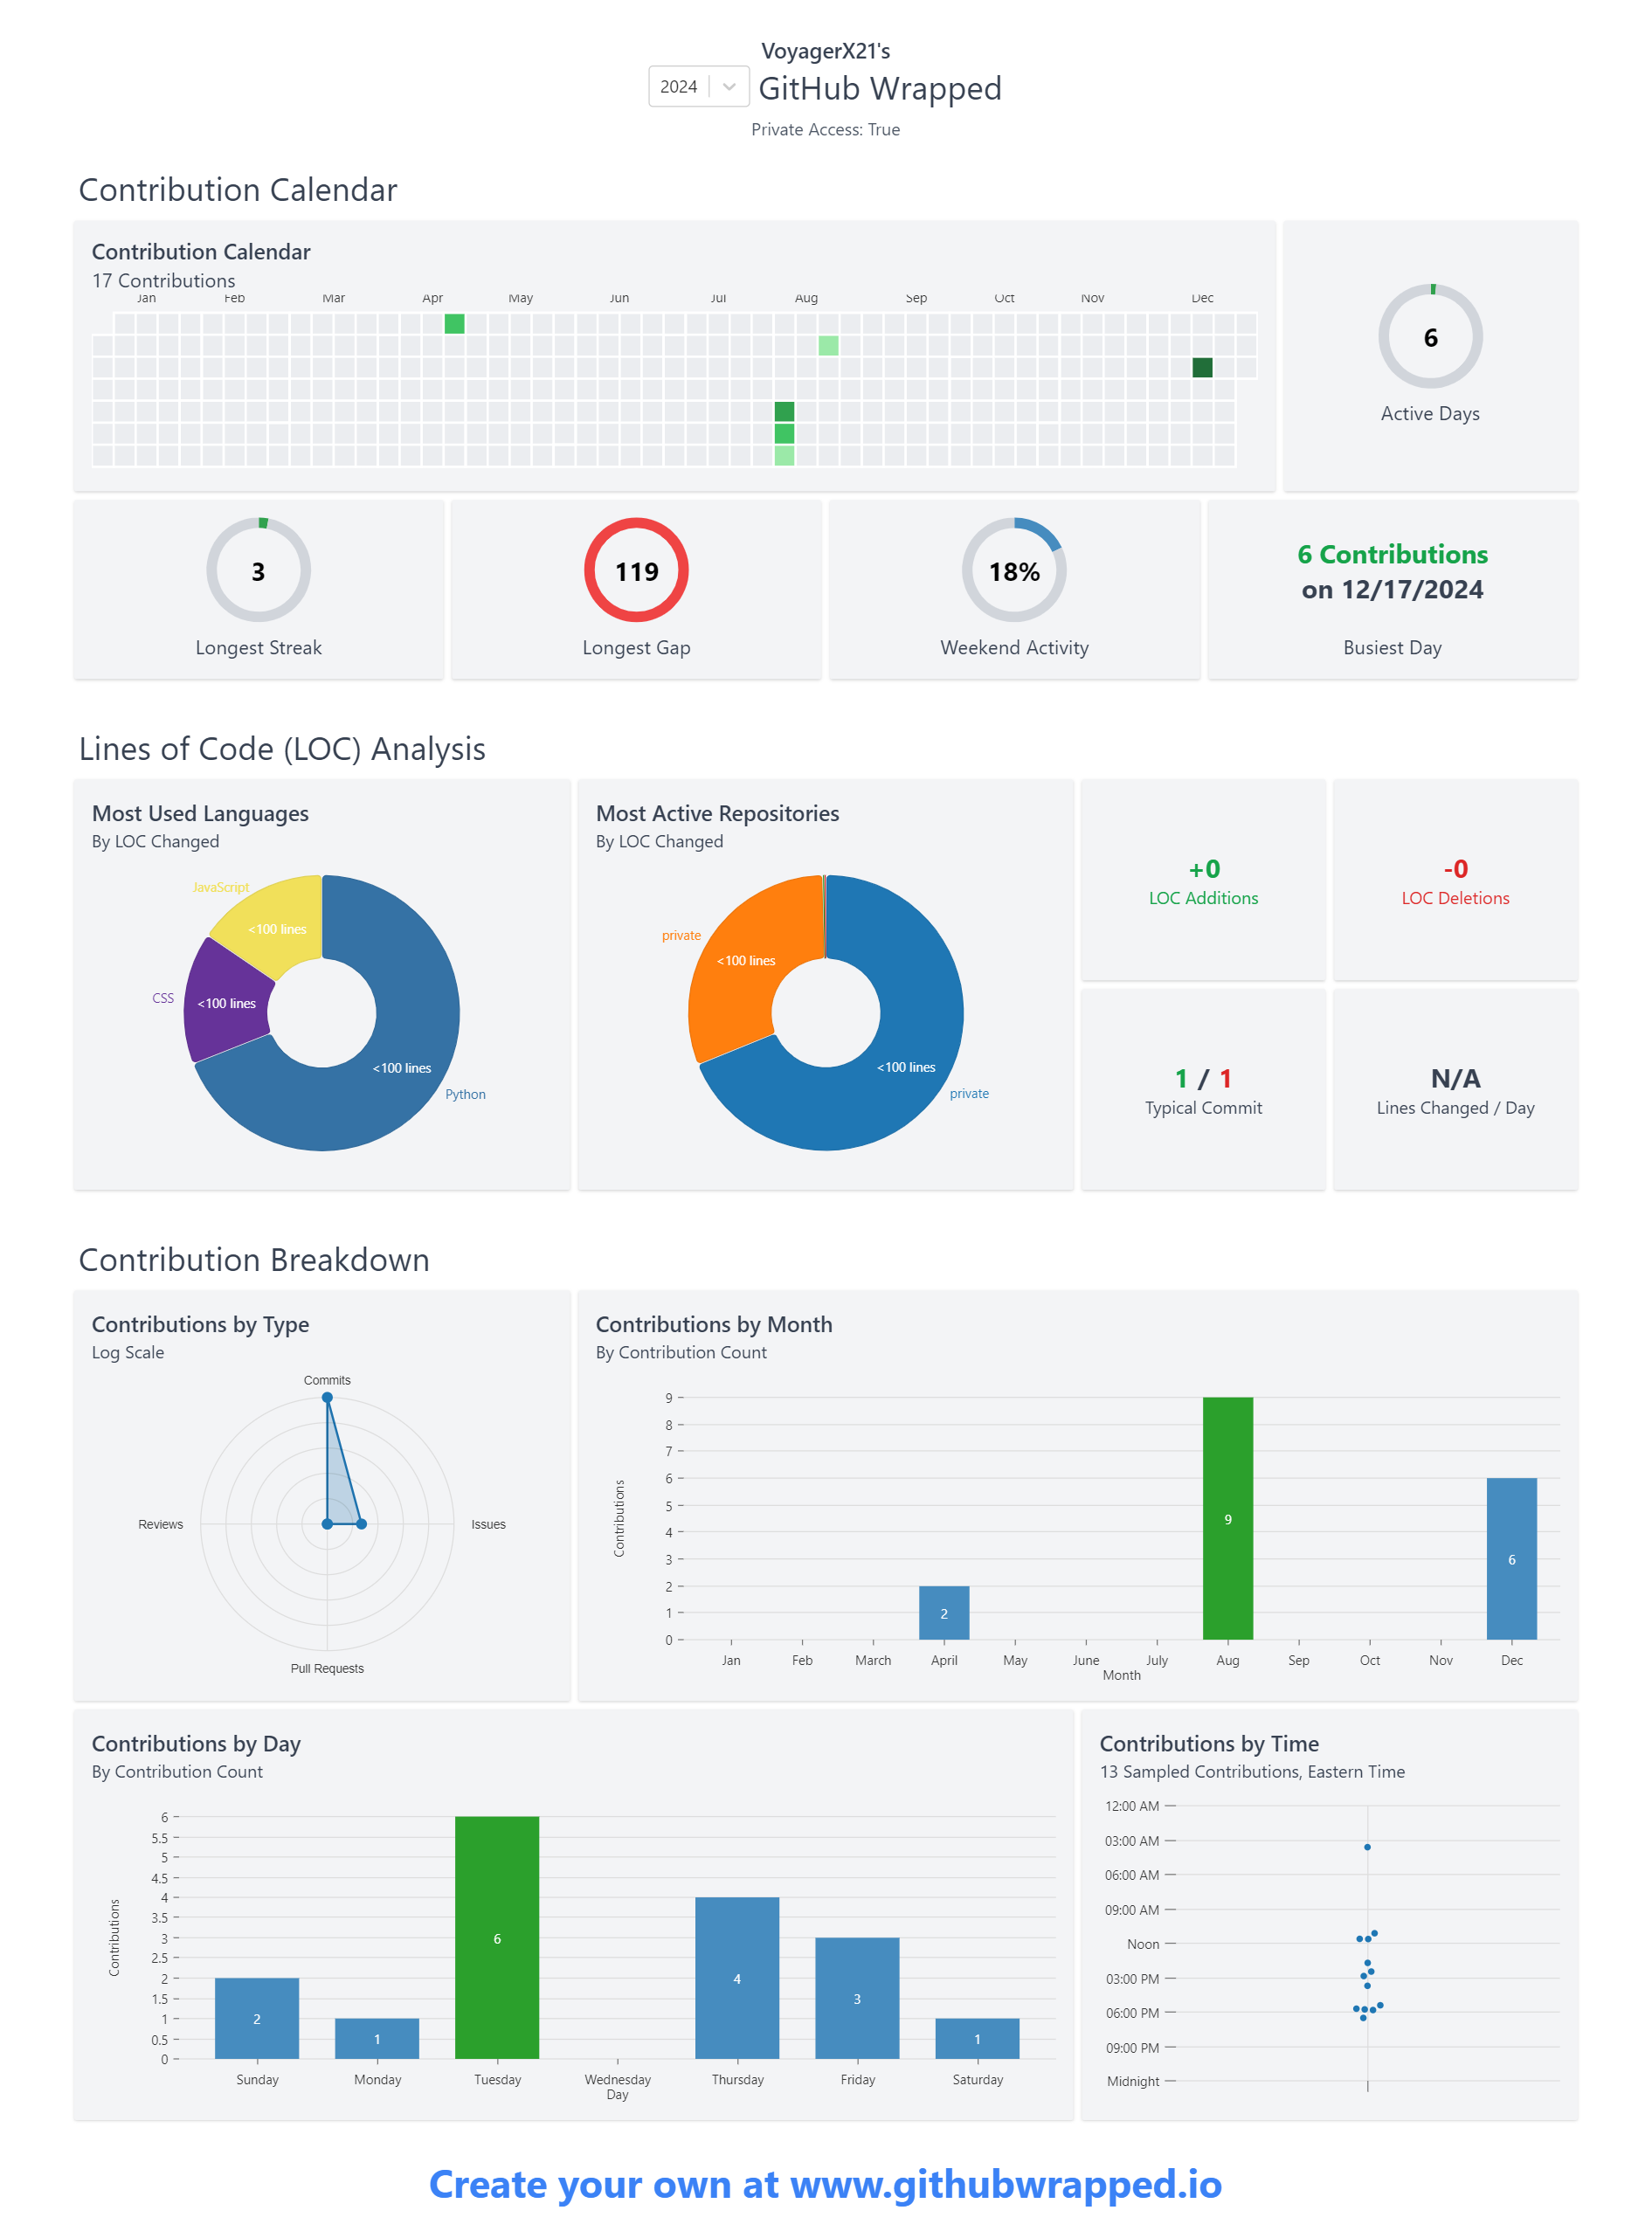 VoyagerX21's
2024
GitHub Wrapped
Private Access: True
Contribution Calendar
Contribution Calendar
17 Contributions
Jan Feb Mar Apr May Jun Jul Aug Sep Oct Nov Dec
6
Active Days
3
Longest Streak
119
Longest Gap
18%
Weekend Activity
6 Contributions
on 12/17/2024
Busiest Day
Lines of Code (LOC) Analysis
Most Used Languages
By LOC Changed
JavaScript
<100 lines
CSS
<100 lines
<100 lines
Python
Most Active Repositories
By LOC Changed
private
<100 lines
<100 lines
private
+0
LOC Additions
-0
LOC Deletions
1 / 1
Typical Commit
N/A
Lines Changed / Day
Contribution Breakdown
Contributions by Type
Log Scale
Commits
Reviews
Issues
Pull Requests
Contributions by Month
By Contribution Count
Contributions
9
8
7
6
5
4
3
2
1
0
2
9
6
Jan Feb March April May June July Aug Sep Oct Nov Dec
Month
Contributions by Day
By Contribution Count
Contributions
6
5.5
5
4.5
4
3.5
3
2.5
2
1.5
1
0.5
0
2
1
6
4
3
1
Sunday Monday Tuesday Wednesday Thursday Friday Saturday
Day
Contributions by Time
13 Sampled Contributions, Eastern Time
12:00 AM
03:00 AM
06:00 AM
09:00 AM
Noon
03:00 PM
06:00 PM
09:00 PM
Midnight
Create your own at www.githubwrapped.io